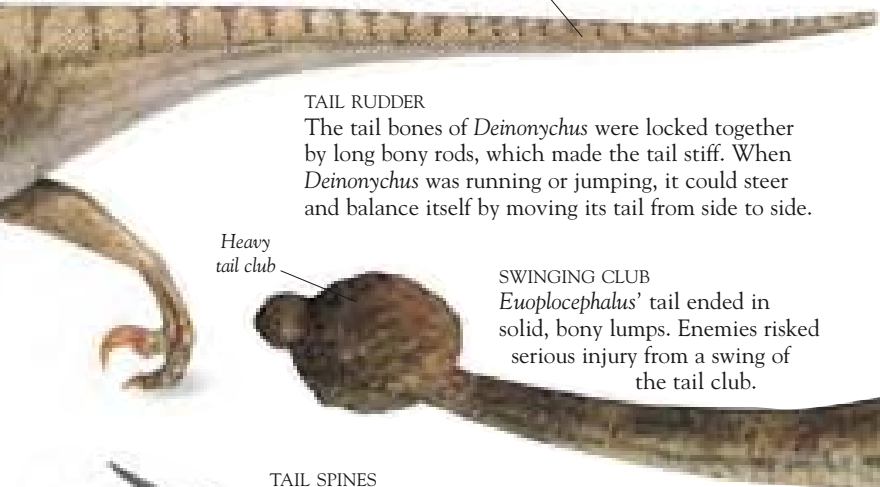 TAIL RUDDER
The tail bones of Deinonychus were locked together
by long bony rods, which made the tail stiff. When
Deinonychus was running or jumping, it could steer
and balance itself by moving its tail from side to side.
Heavy
tail club
SWINGING CLUB
Euoplocephalus’ tail ended in
solid, bony lumps. Enemies risked
serious injury from a swing of
the tail club.
TAIL SPINES